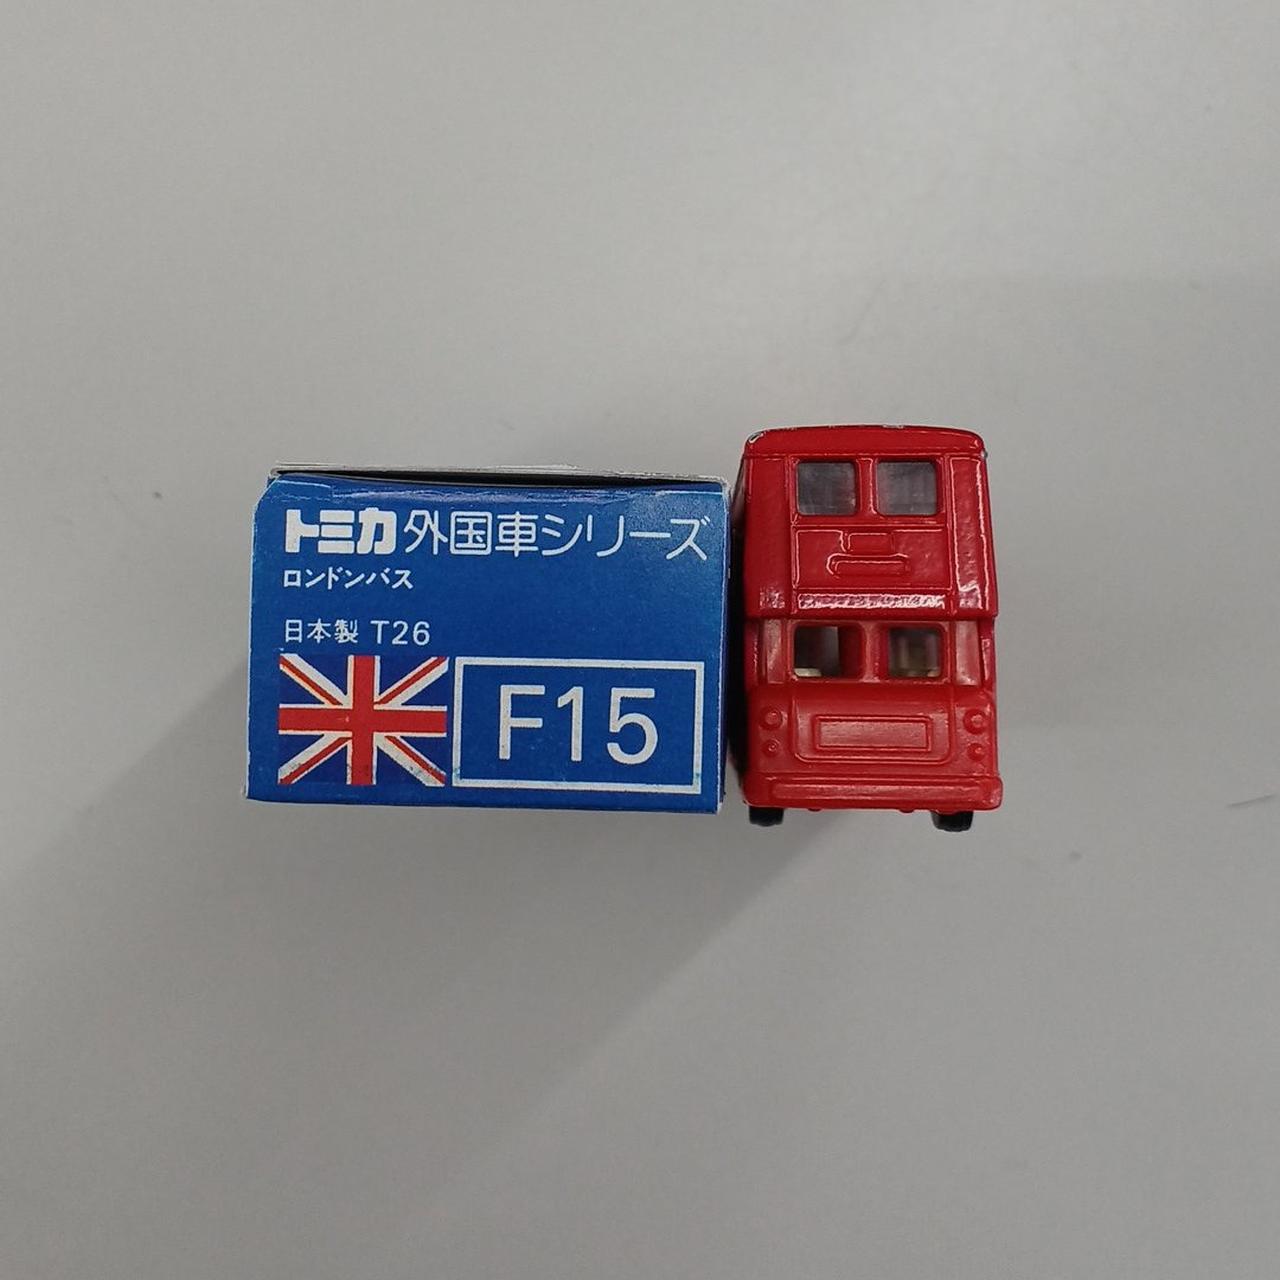 トミカ外国車シリーズ
ロンドンバス
日本製 T26
F15